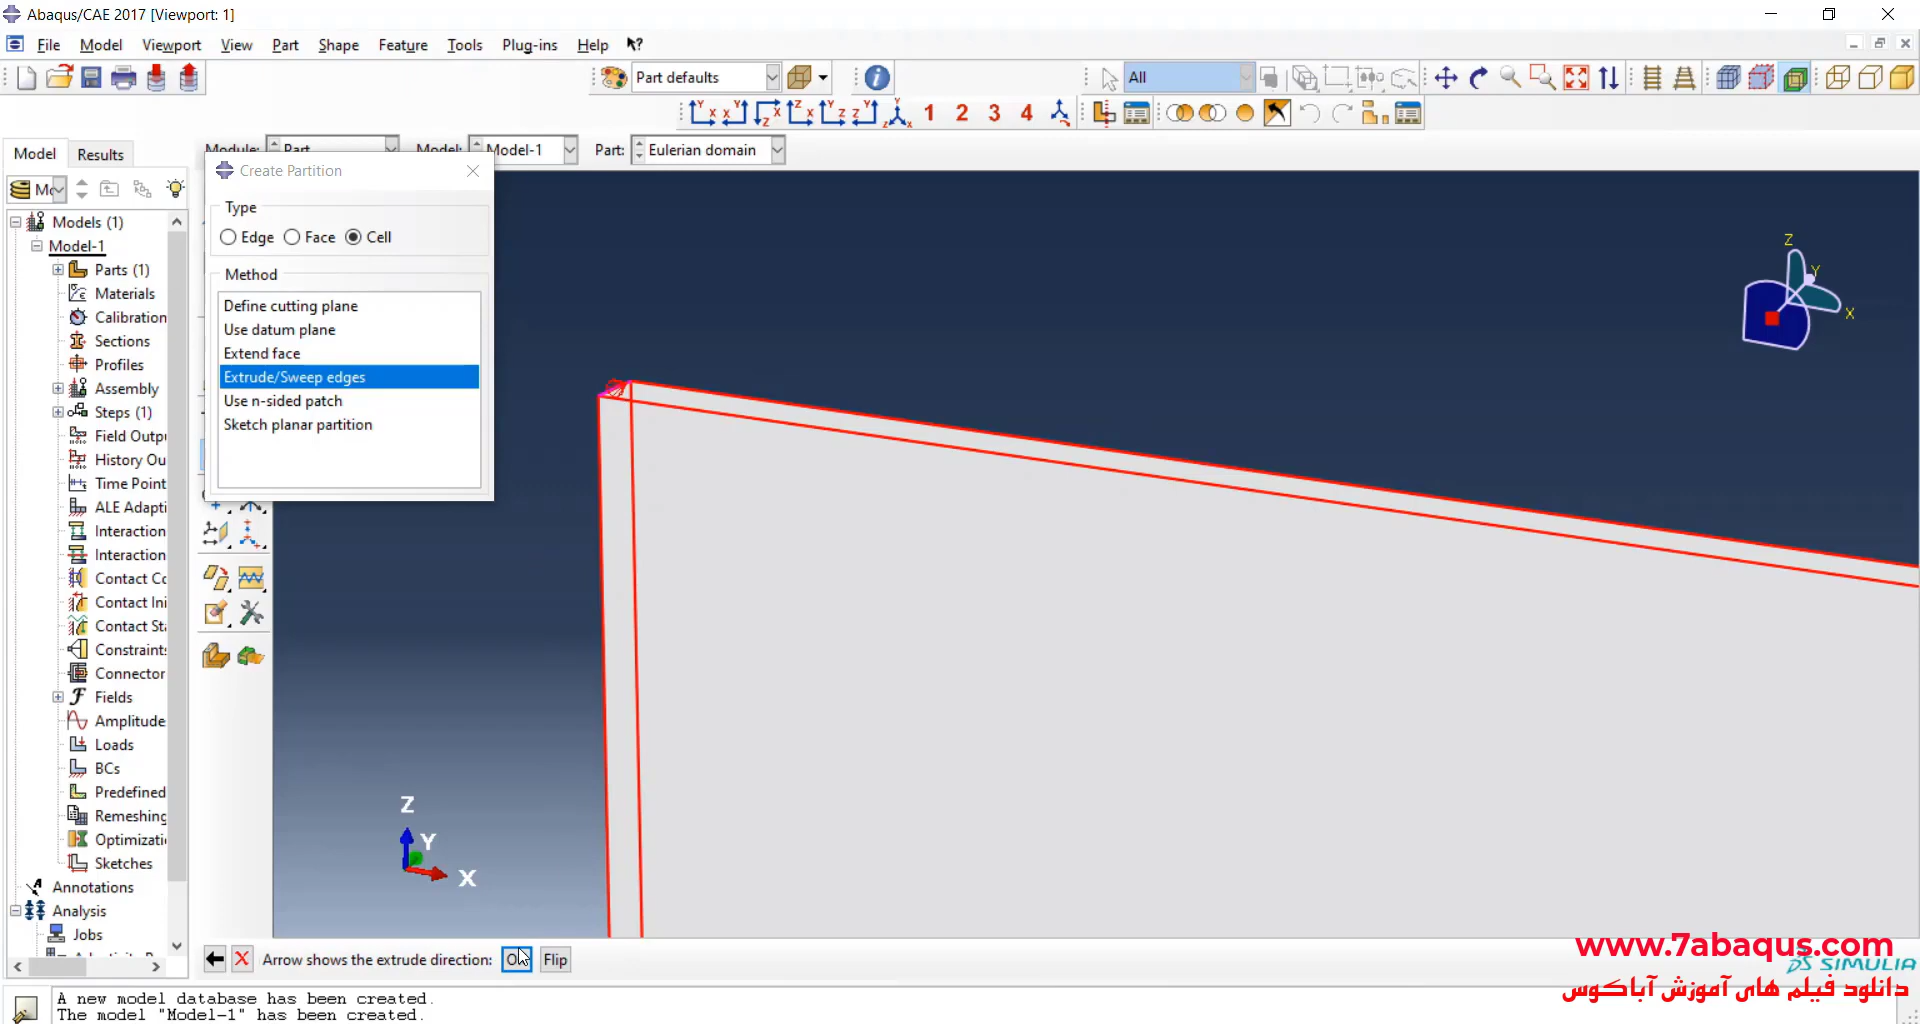 Abaqus/CAE 2017 [Viewport: 1]
File Model Viewport View Part Shape Feature Tools Plug-ins Help
Part defaults All
1 2 3 4
Model Results
Module: Part Model: Model-1 Part: Eulerian domain
Create Partition
Type
Edge Face Cell
Method
Define cutting plane
Use datum plane
Extend face
Extrude/Sweep edges
Use n-sided patch
Sketch planar partition
Models (1)
Model-1
Parts (1)
Materials
Calibration
Sections
Profiles
Assembly
Steps (1)
Field Outpu
History Ou
Time Point
ALE Adapti
Interaction
Interaction
Contact Co
Contact Ini
Contact Sta
Constraints
Connector
Fields
Amplitude
Loads
BCs
Predefined
Remeshing
Optimizatio
Sketches
Annotations
Analysis
Jobs
Z
Y
X
Z
Y
X
Arrow shows the extrude direction: OK Flip
www.7abaqus.com
SIMULIA
دانلود فیلم های آموزش آباکوس
A new model database has been created.
The model "Model-1" has been created.